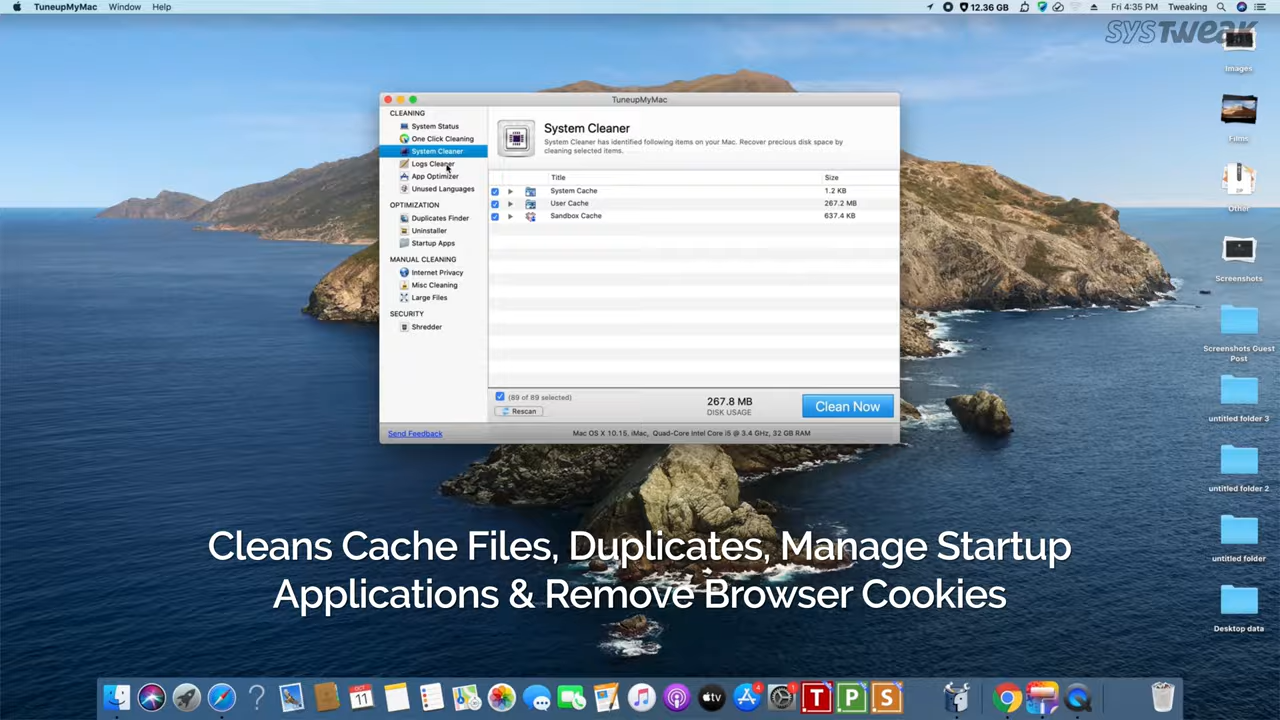 TuneupMyMac Window Help
12.36 GB Fri 4:35 PM Tweaking
SYSTweak
Images
Films
Other
Screenshots
Screenshots Guest
Post
untitled folder 3
untitled folder 2
untitled folder
Desktop data
TuneupMyMac
CLEANING
System Status
One Click Cleaning
System Cleaner
Logs Cleaner
App Optimizer
Unused Languages
OPTIMIZATION
Duplicates Finder
Uninstaller
Startup Apps
MANUAL CLEANING
Internet Privacy
Misc Cleaning
Large Files
SECURITY
Shredder
Send Feedback
System Cleaner
System Cleaner has identified following items on your Mac. Recover precious disk space by
cleaning selected items.
Title Size
System Cache 1.2 KB
User Cache 267.2 MB
Sandbox Cache 637.4 KB
(89 of 89 selected)
Rescan
267.8 MB
DISK USAGE
Clean Now
Mac OS X 10.15, iMac, Quad-Core Intel Core i5 @ 3.4 GHz, 32 GB RAM
Cleans Cache Files, Duplicates, Manage Startup
Applications & Remove Browser Cookies
OCT
11
tv
4
1
T P S